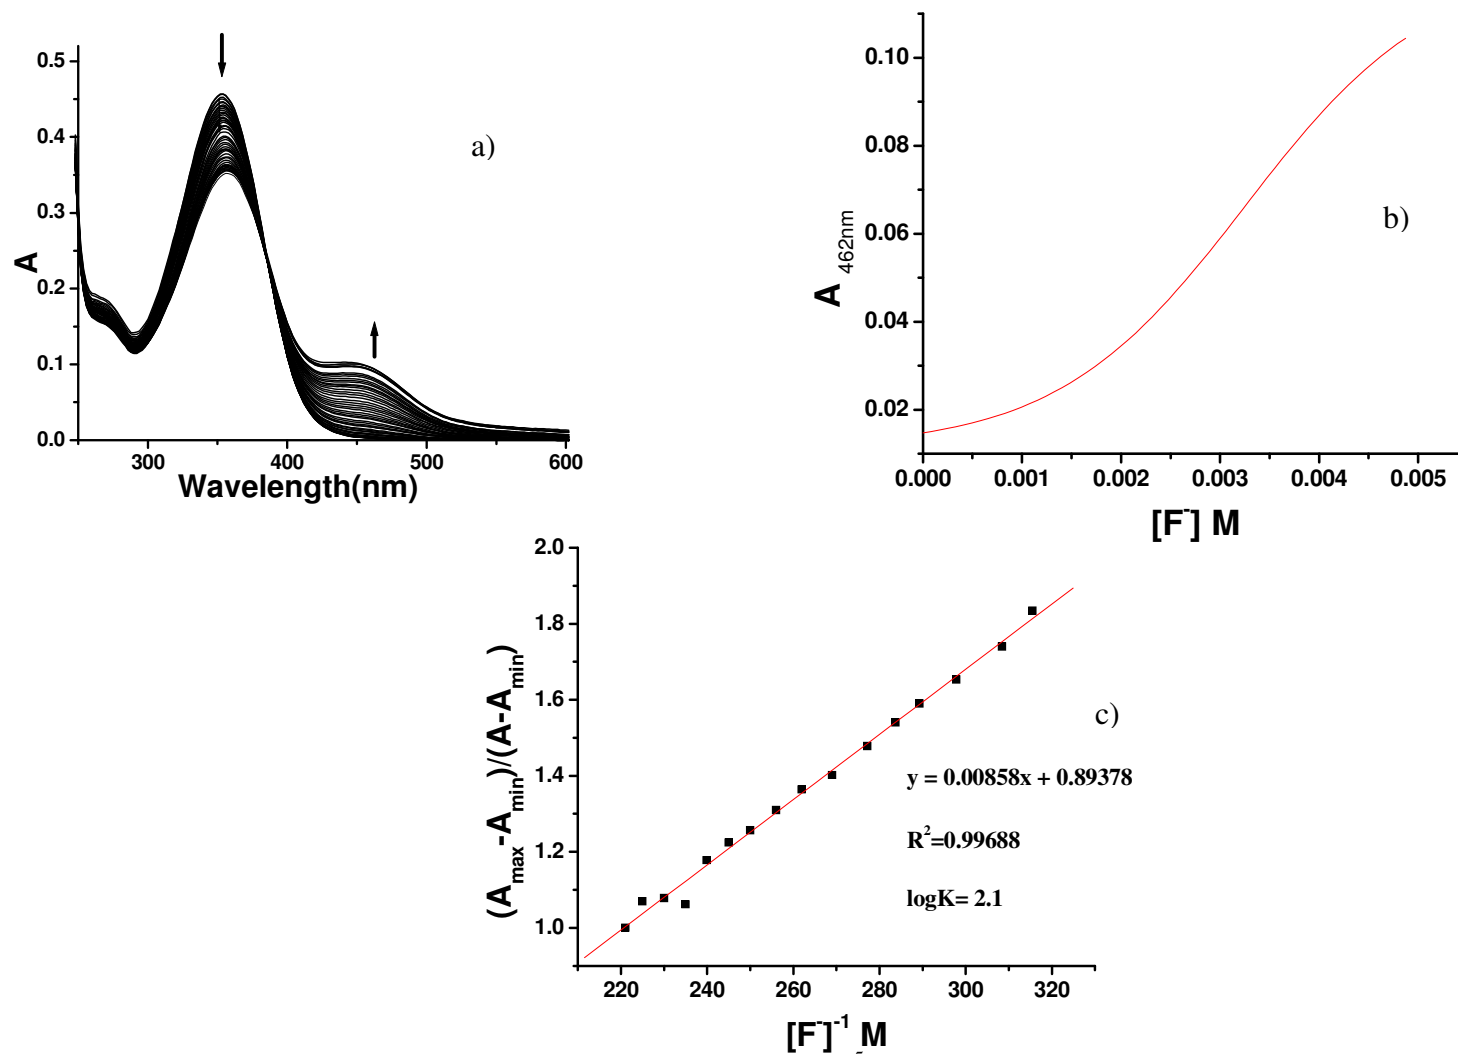 a)
A
0.5
0.4
0.3
0.2
0.1
0.0
300 400 500 600
Wavelength(nm)
b)
A 462nm
0.10
0.08
0.06
0.04
0.02
0.000 0.001 0.002 0.003 0.004 0.005
[F-] M
c)
(Amax-Amin)/(A-Amin)
2.0
1.8
1.6
1.4
1.2
1.0
y = 0.00858x + 0.89378
R2=0.99688
logK= 2.1
220 240 260 280 300 320
[F-]-1 M